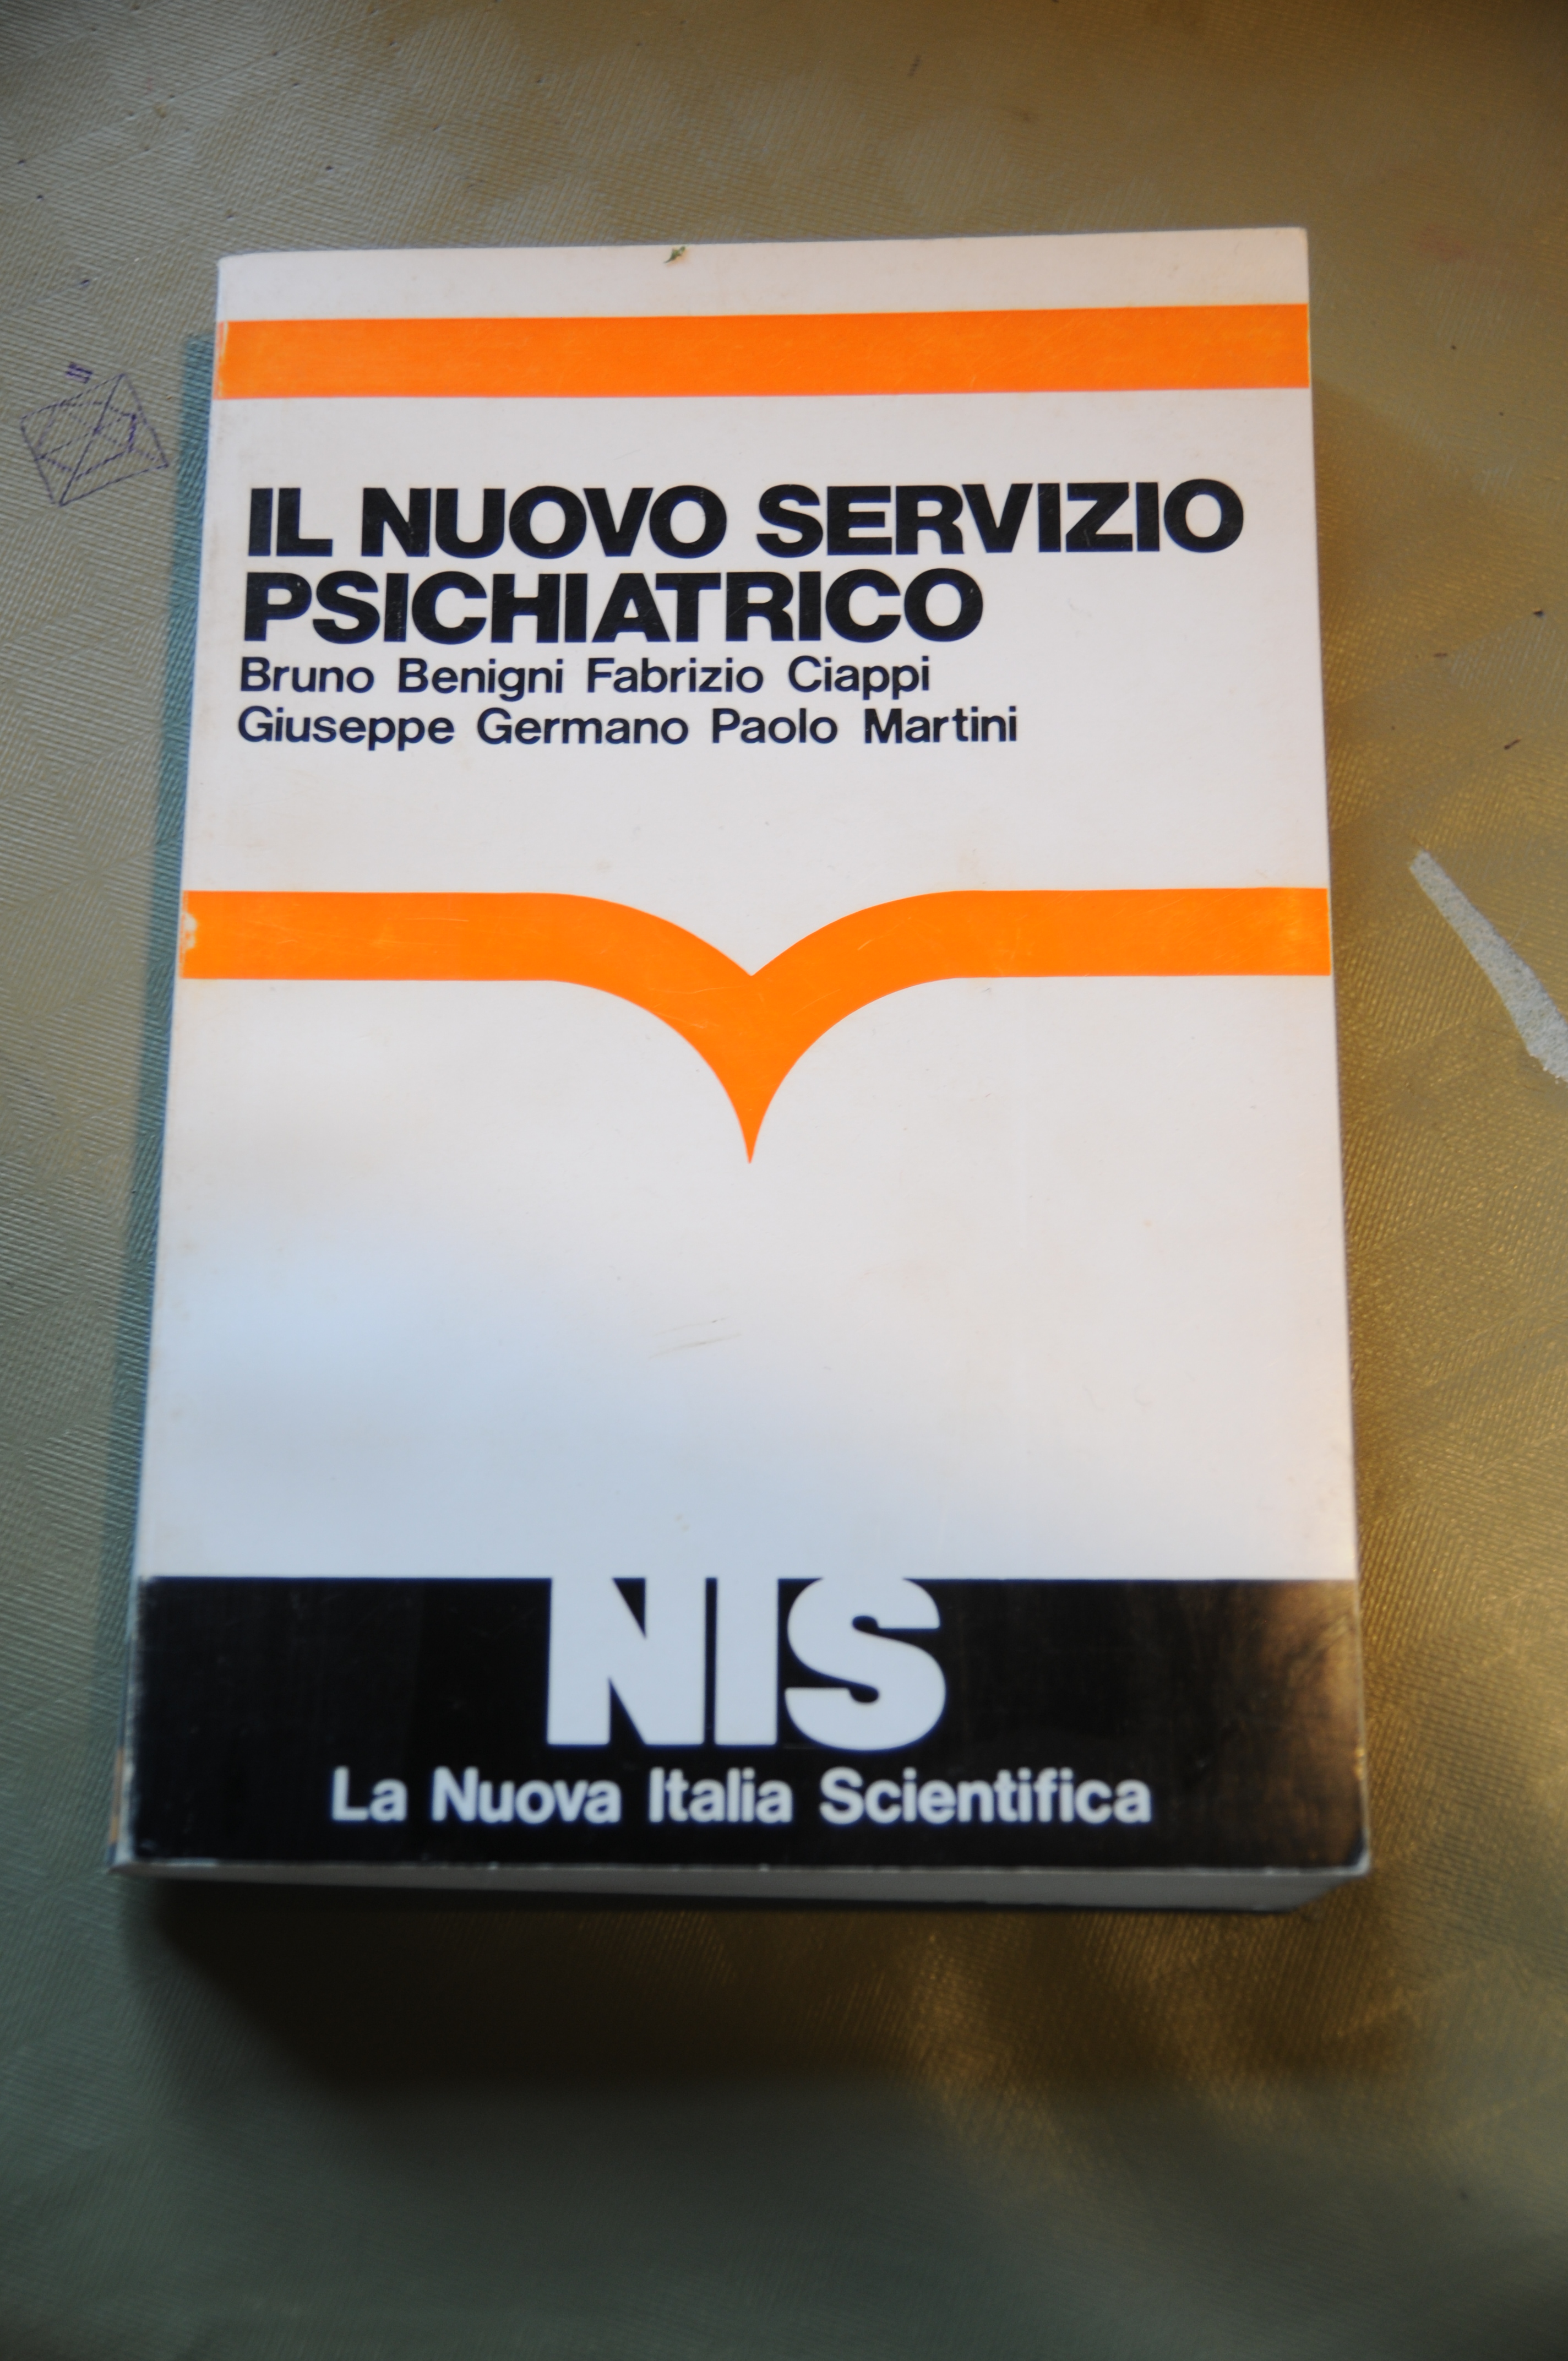 IL NUOVO SERVIZIO
PSICHIATRICO
Bruno Benigni Fabrizio Ciappi
Giuseppe Germano Paolo Martini
NIS
La Nuova Italia Scientifica